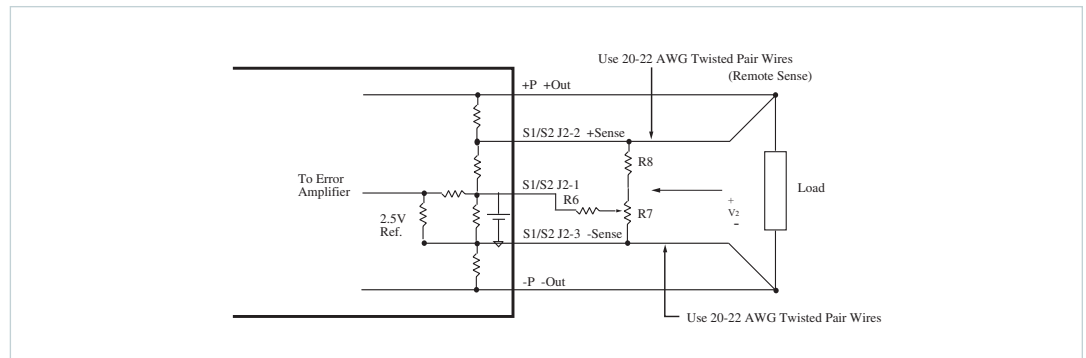 Use 20-22 AWG Twisted Pair Wires
(Remote Sense)
+P +Out
S1/S2 J2-2 +Sense
R8
To Error
Amplifier
S1/S2 J2-1
R6
R7
+
V2
-
Load
2.5V
Ref.
S1/S2 J2-3 -Sense
-P -Out
Use 20-22 AWG Twisted Pair Wires